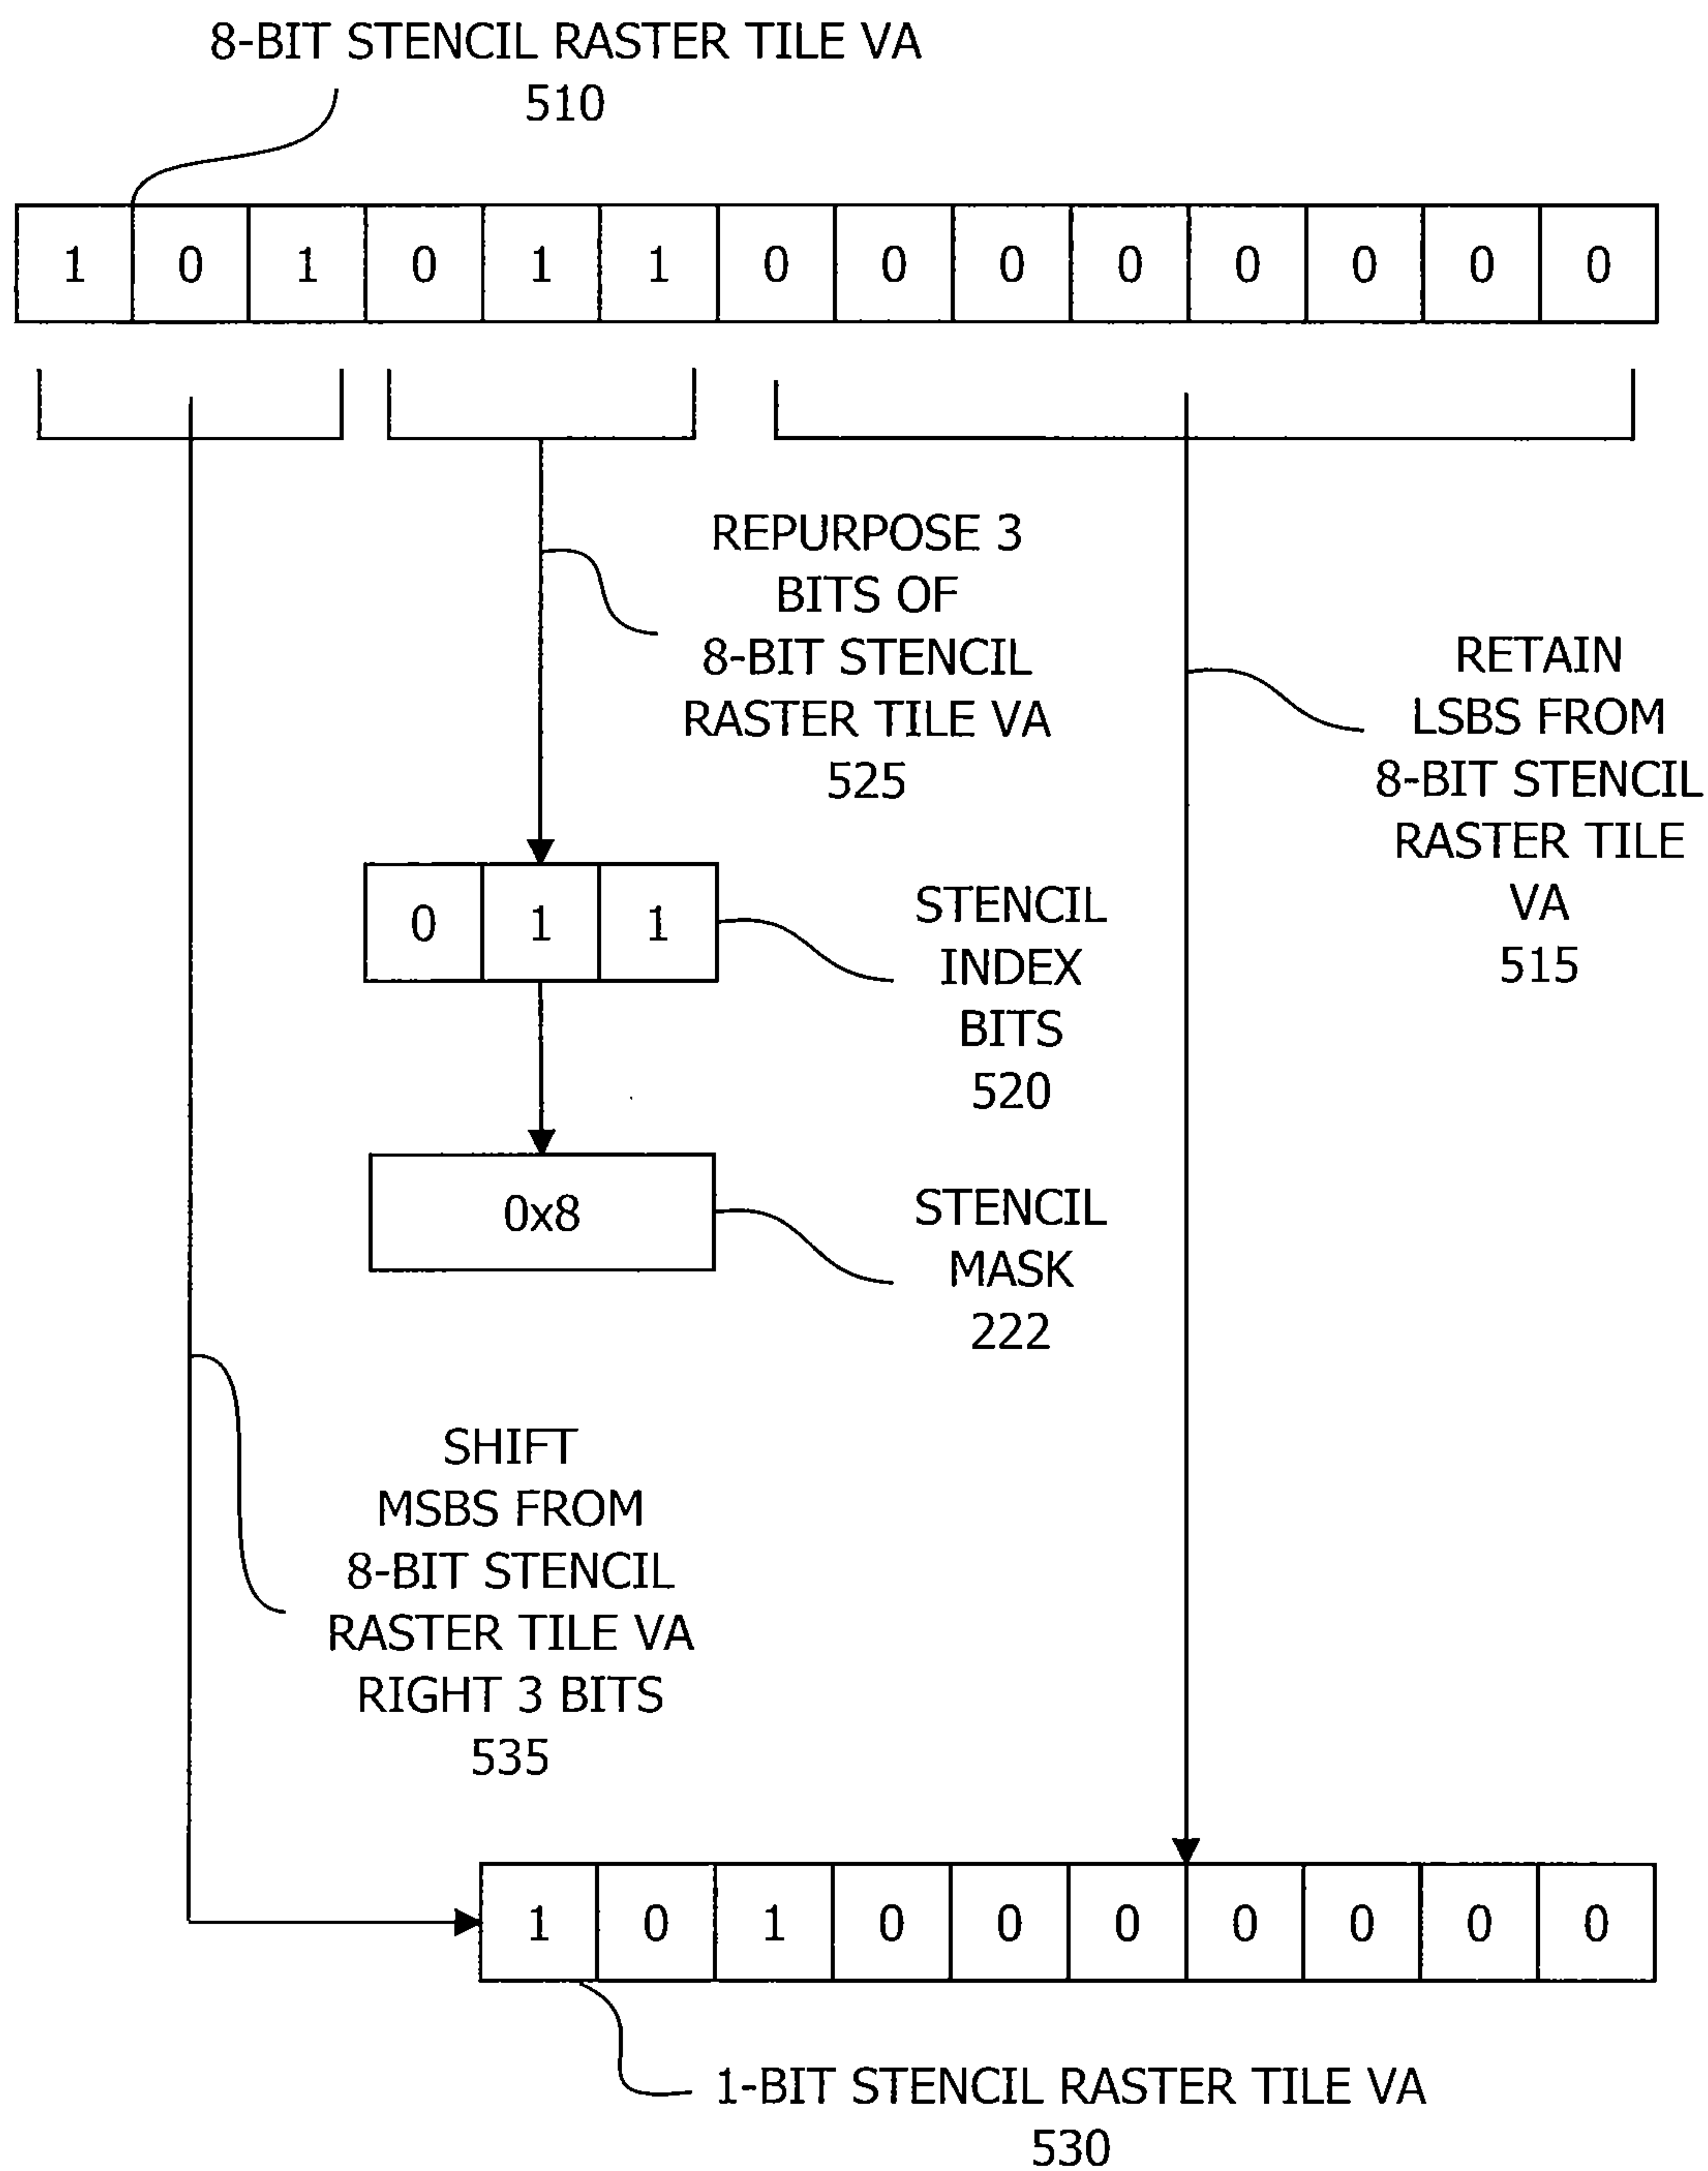 8-BIT STENCIL RASTER TILE VA
510
1 0 1 0 1 1 0 0 0 0 0 0 0 0
REPURPOSE 3
BITS OF
8-BIT STENCIL
RASTER TILE VA
525
RETAIN
LSBS FROM
8-BIT STENCIL
RASTER TILE
VA
515
0 1 1
STENCIL
INDEX
BITS
520
0x8
STENCIL
MASK
222
SHIFT
MSBS FROM
8-BIT STENCIL
RASTER TILE VA
RIGHT 3 BITS
535
1 0 1 0 0 0 0 0 0 0
1-BIT STENCIL RASTER TILE VA
530